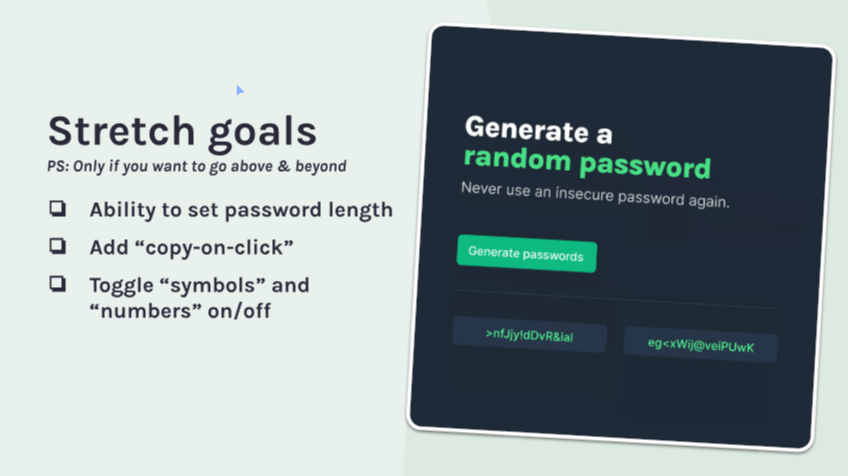 Stretch goals
PS: Only if you want to go above & beyond
Ability to set password length
Add “copy-on-click”
Toggle “symbols” and
“numbers” on/off
Generate a
random password
Never use an insecure password again.
Generate passwords
>nfJjy!dDvR&ial
eg<xWij@veiPUwK